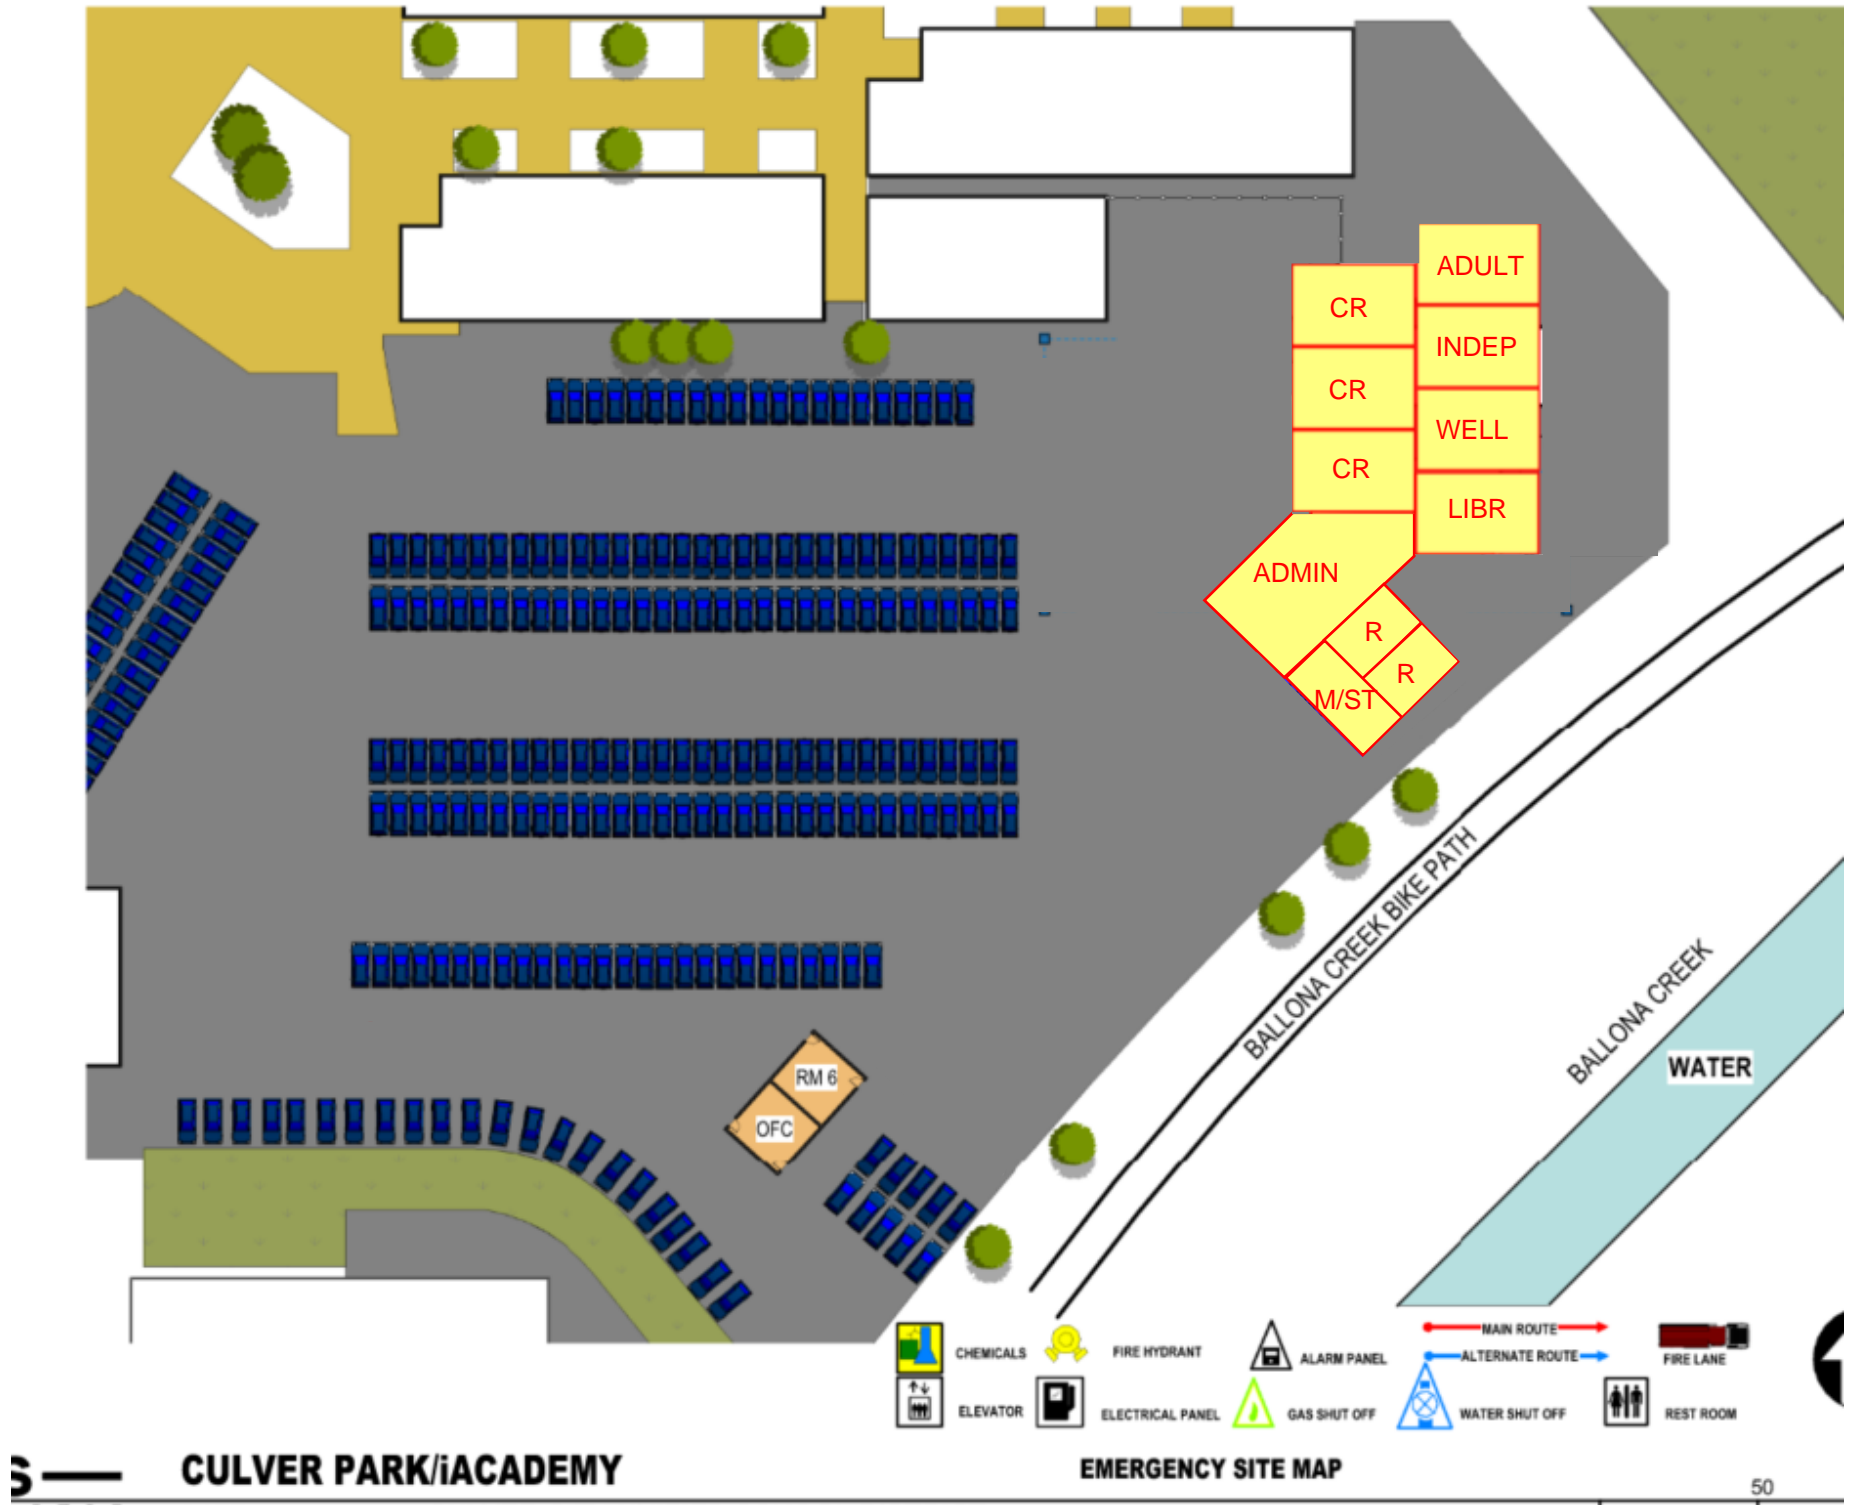 ADULT
CR
INDEP
CR
WELL
CR
LIBR
ADMIN
R
R
M/ST
BALLONA CREEK BIKE PATH
BALLONA CREEK
WATER
RM 6
OFC
CHEMICALS
FIRE HYDRANT
ALARM PANEL
MAIN ROUTE
ALTERNATE ROUTE
FIRE LANE
ELEVATOR
ELECTRICAL PANEL
GAS SHUT OFF
WATER SHUT OFF
REST ROOM
S —
CULVER PARK/iACADEMY
EMERGENCY SITE MAP
50